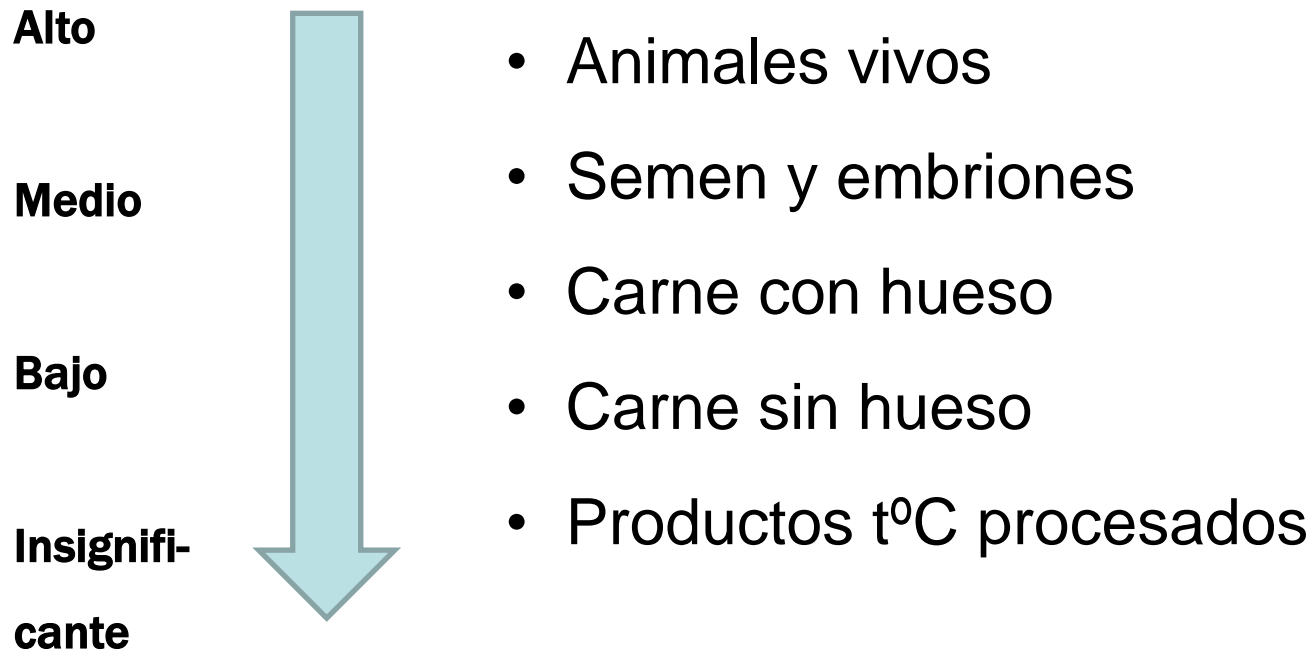 Alto
Medio
Bajo
Insignifi-
cante
• Animales vivos
• Semen y embriones
• Carne con hueso
• Carne sin hueso
• Productos tºC procesados